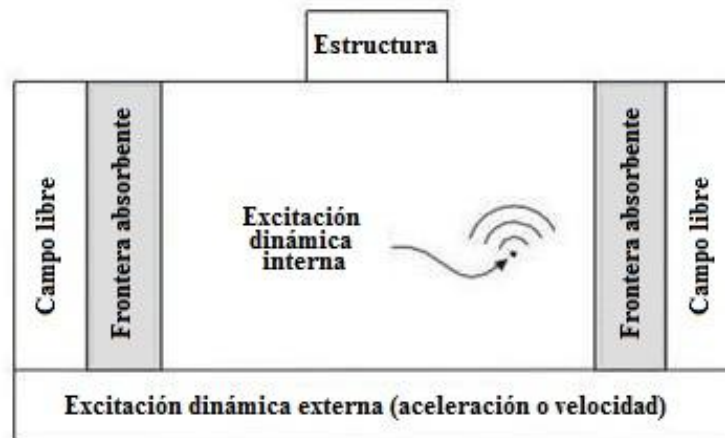 Estructura
Campo libre
Frontera absorbente
Excitación
dinámica
interna
Frontera absorbente
Campo libre
Excitación dinámica externa (aceleración o velocidad)